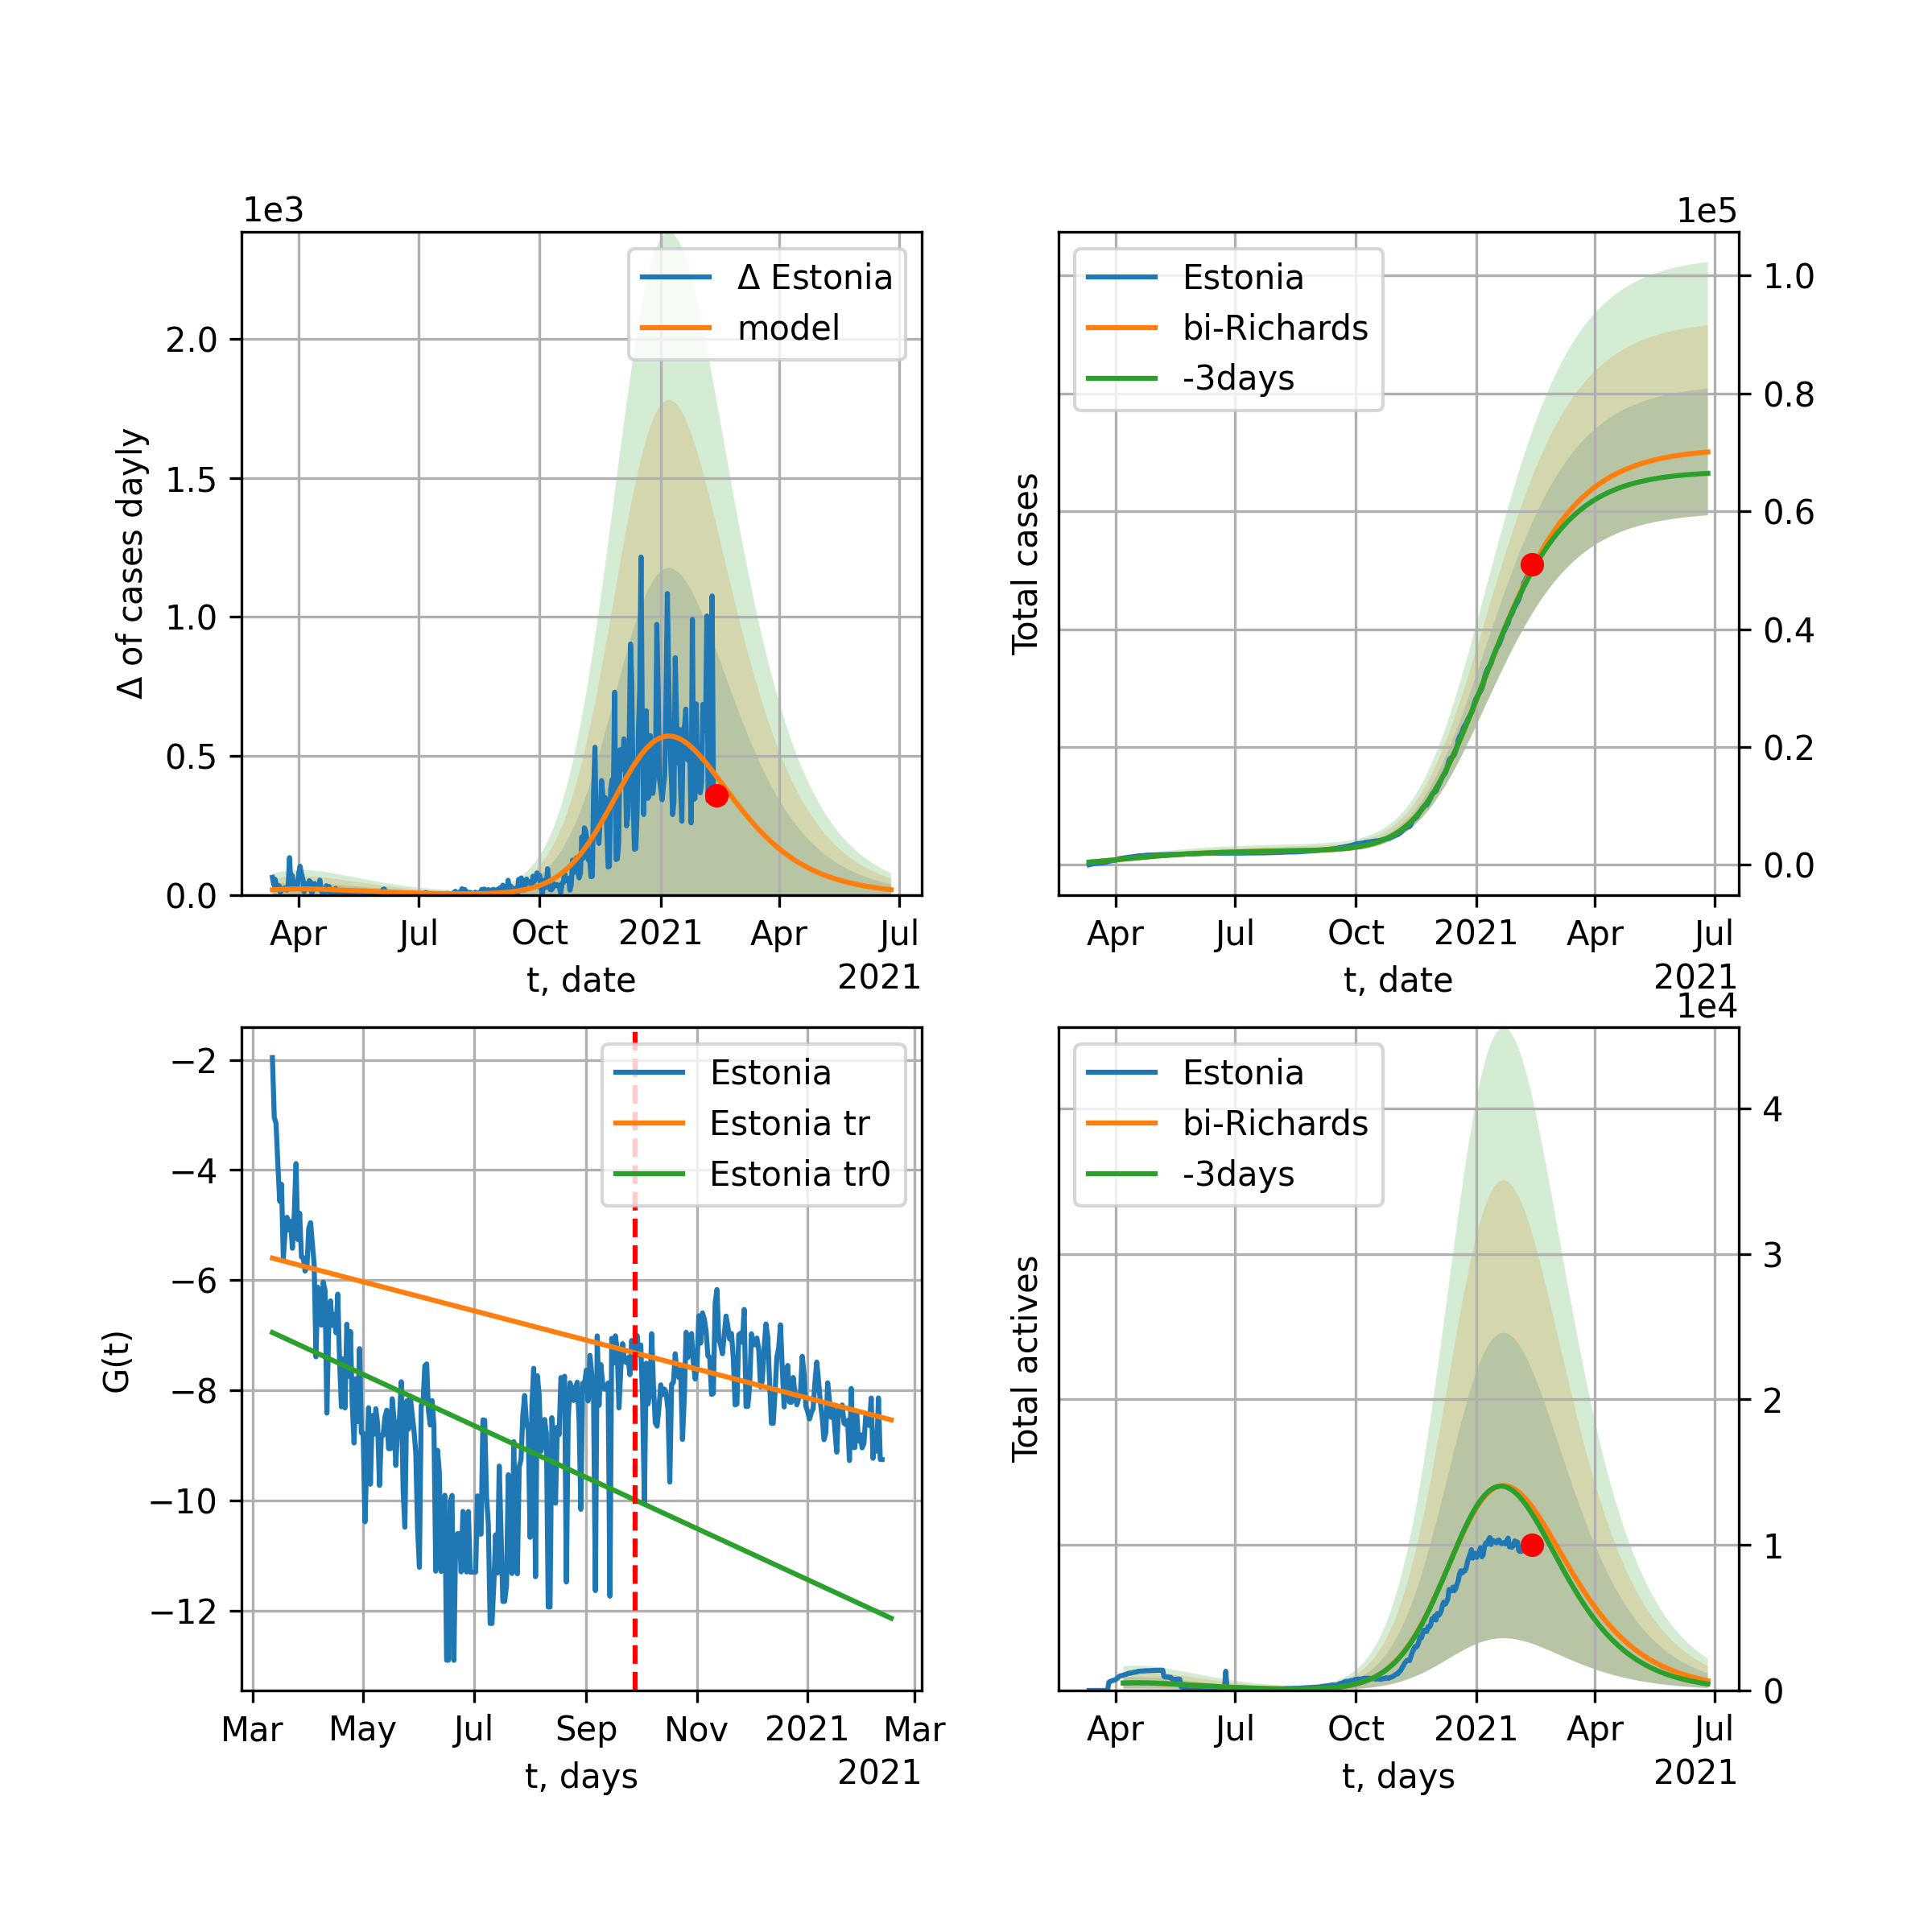 1e3
Δ of cases dayly
2.0
1.5
1.0
0.5
0.0
Δ Estonia
model
Apr
Jul
Oct
2021
Apr
Jul
t, date
2021
1e5
Total cases
Estonia
bi-Richards
-3days
1.0
0.8
0.6
0.4
0.2
0.0
Apr
Jul
Oct
2021
Apr
Jul
t, date
2021
G(t)
−2
−4
−6
−8
−10
−12
Estonia
Estonia tr
Estonia tr0
Mar
May
Jul
Sep
Nov
2021
Mar
t, days
2021
1e4
Total actives
Estonia
bi-Richards
-3days
4
3
2
1
0
Apr
Jul
Oct
2021
Apr
Jul
t, days
2021